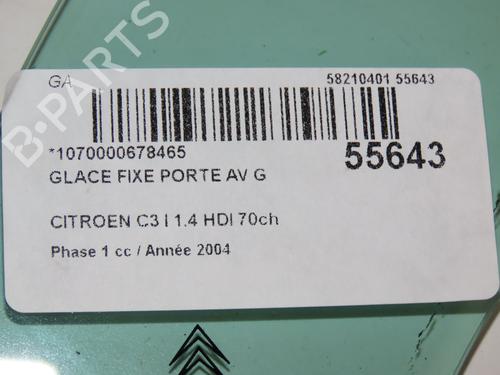 B-PARTS
GA
58210401 55643
*1070000678465
55643
GLACE FIXE PORTE AV G
CITROEN C3 I 1.4 HDI 70ch
Phase 1 cc / Année 2004